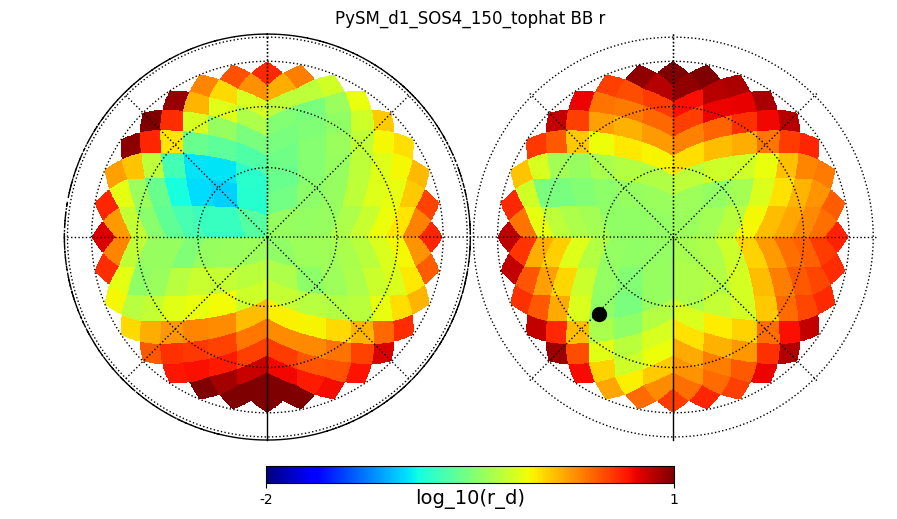 PySM_d1_SOS4_150_tophat BB r
-2
log_10(r_d)
1